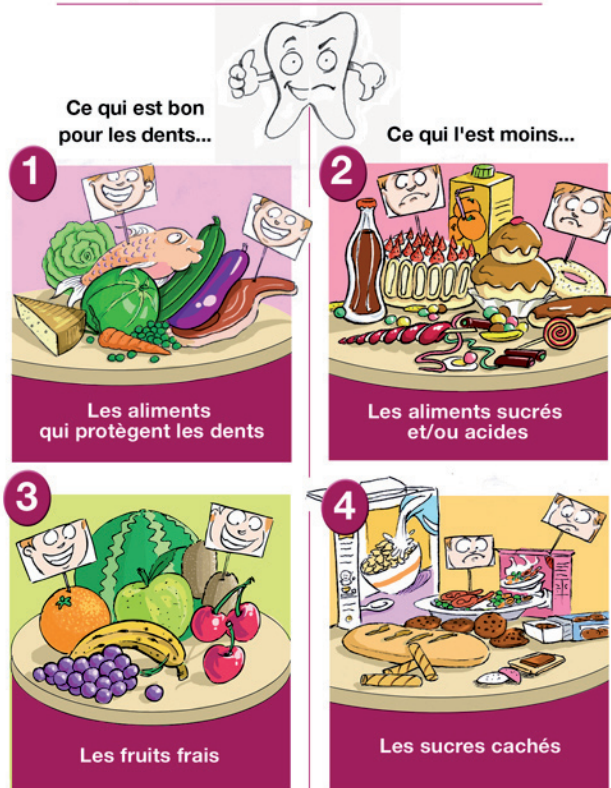 Ce qui est bon
pour les dents...
Ce qui l'est moins...
1
2
Les aliments
qui protègent les dents
Les aliments sucrés
et/ou acides
3
4
Les fruits frais
Les sucres cachés